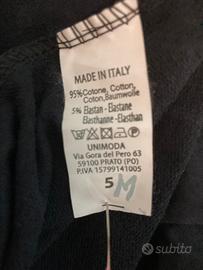 MADE IN ITALY
95%Cotone, Cotton,
Coton,Baumwolle
5% Elastan - Elastane
Elasthanne - Elasthan
UNIMODA
Via Gora del Pero 63
59100 PRATO (PO)
P.IVA 15799141005
5 M
subito